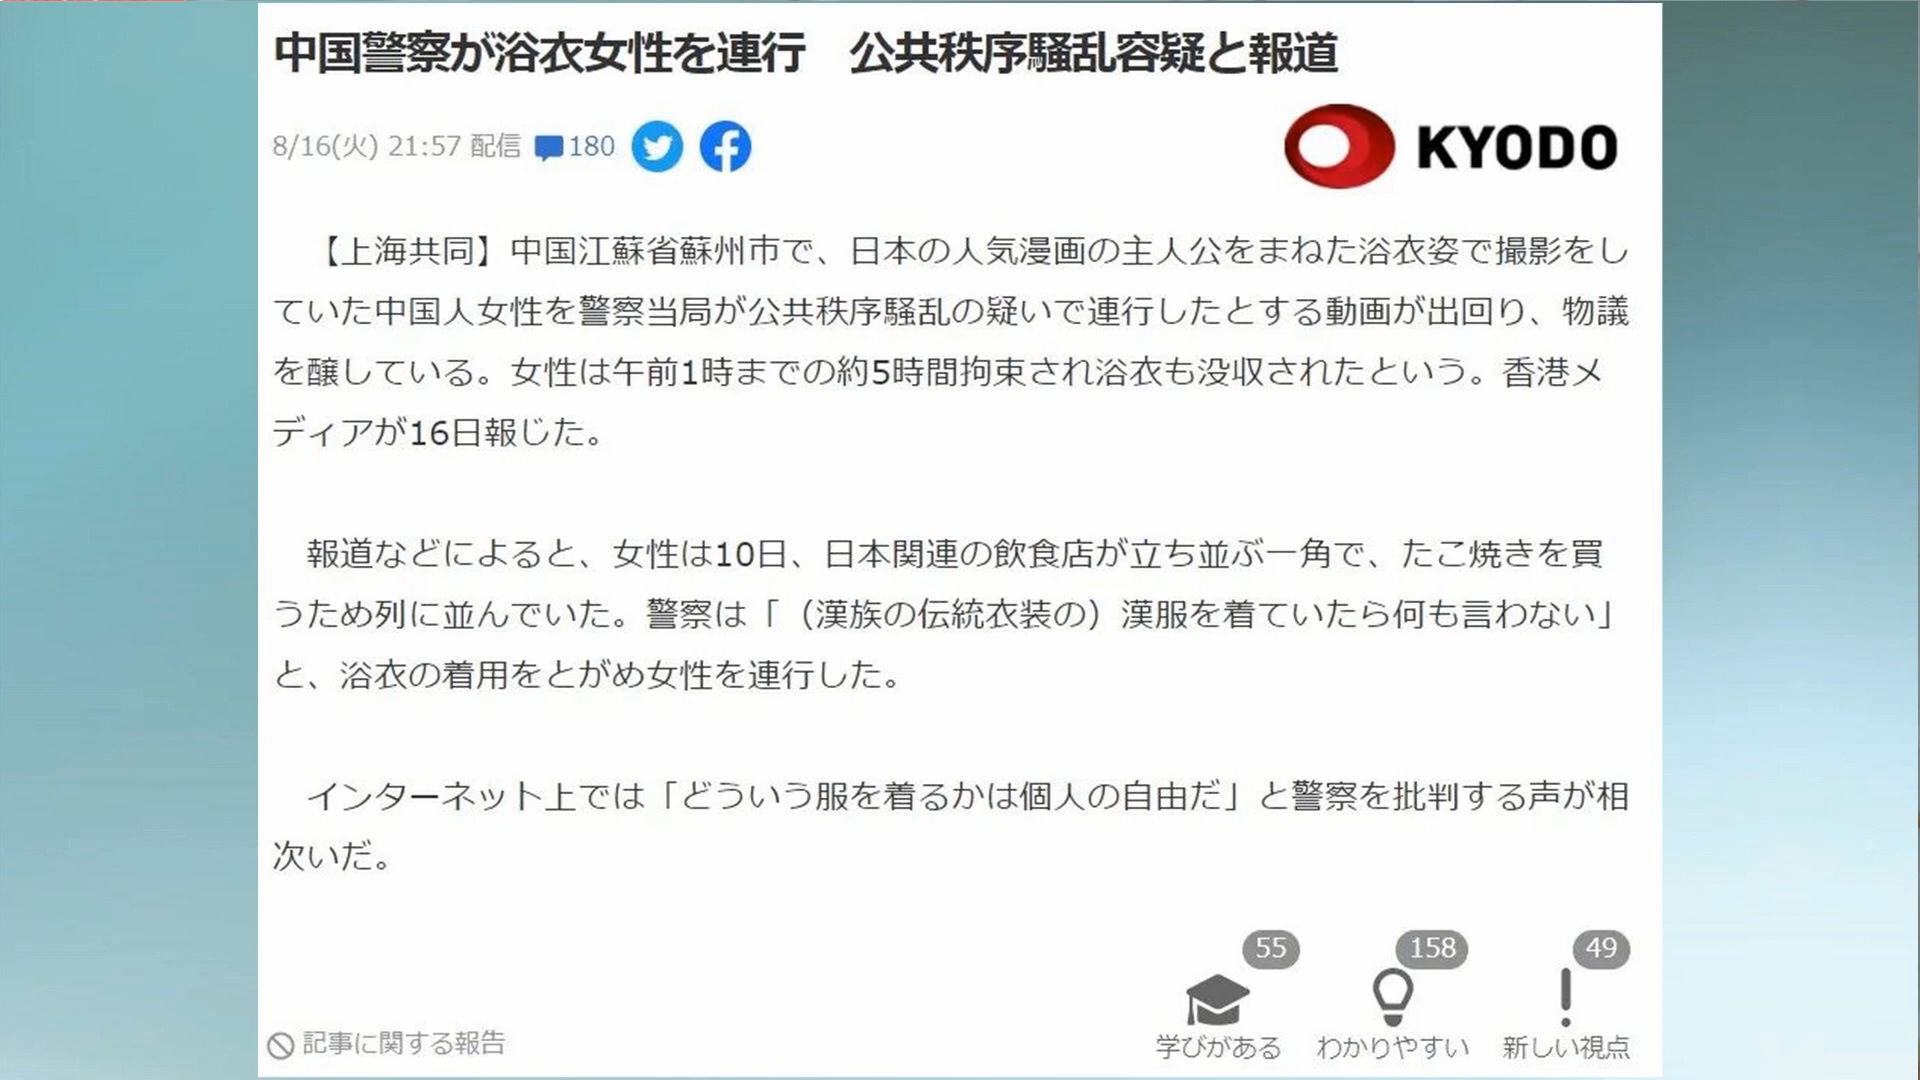 中国警察が浴衣女性を連行　公共秩序騒乱容疑と報道
8/16(火) 21:57 配信 180
KYODO
【上海共同】中国江蘇省蘇州市で、日本の人気漫画の主人公をまねた浴衣姿で撮影をし
ていた中国人女性を警察当局が公共秩序騒乱の疑いで連行したとする動画が出回り、物議
を醸している。女性は午前1時までの約5時間拘束され浴衣も没収されたという。香港メ
ディアが16日報じた。
報道などによると、女性は10日、日本関連の飲食店が立ち並ぶ一角で、たこ焼きを買
うため列に並んでいた。警察は「（漢族の伝統衣装の）漢服を着ていたら何も言わない」
と、浴衣の着用をとがめ女性を連行した。
インターネット上では「どういう服を着るかは個人の自由だ」と警察を批判する声が相
次いだ。
55
158
49
記事に関する報告
学びがある
わかりやすい
新しい視点